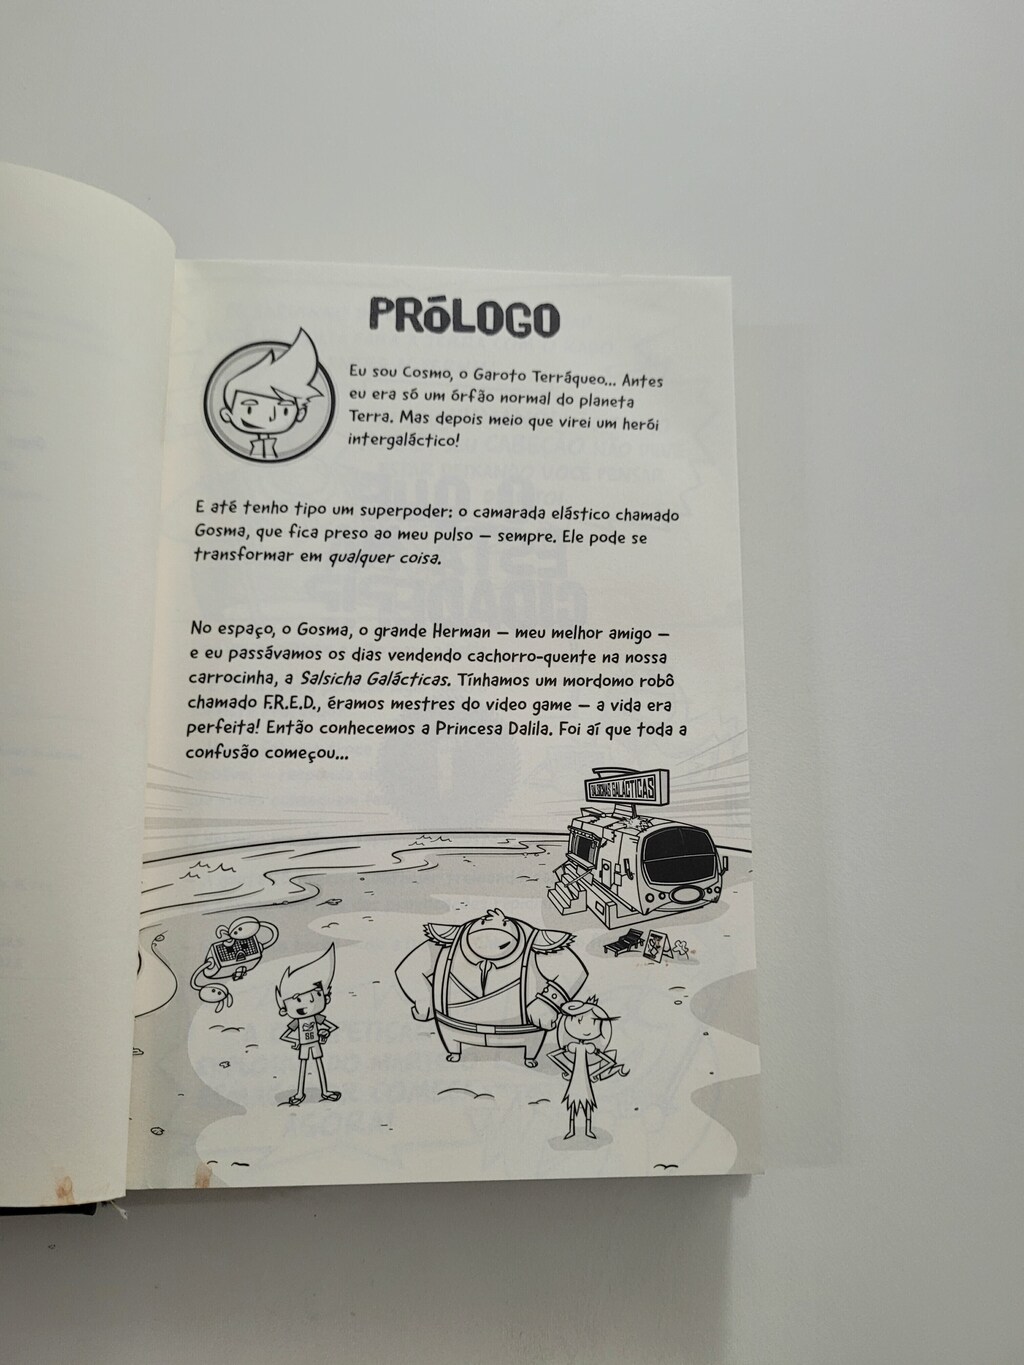 PRÓLOGO
Eu sou Cosmo, o Garoto Terráqueo... Antes
eu era só um órfão normal do planeta
Terra. Mas depois meio que virei um herói
intergaláctico!
E até tenho tipo um superpoder: o camarada elástico chamado
Gosma, que fica preso ao meu pulso – sempre. Ele pode se
transformar em qualquer coisa.
No espaço, o Gosma, o grande Herman – meu melhor amigo –
e eu passávamos os dias vendendo cachorro-quente na nossa
carrocinha, a Salsicha Galácticas. Tínhamos um mordomo robô
chamado F.R.E.D., éramos mestres do video game – a vida era
perfeita! Então conhecemos a Princesa Dalila. Foi aí que toda a
confusão começou...
SALSICHAS GALÁCTICAS